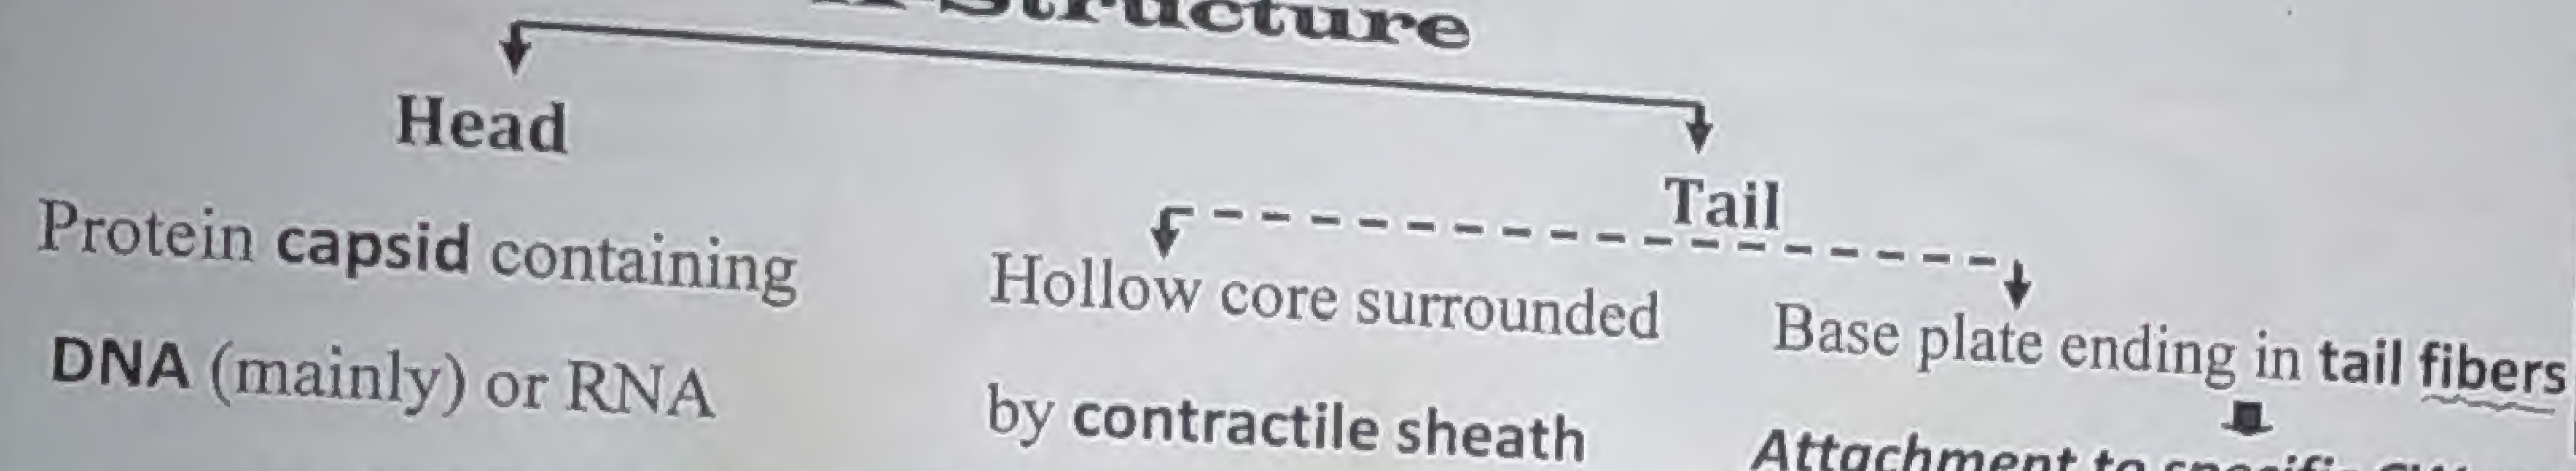 Structure
Head
Tail
Protein capsid containing
DNA (mainly) or RNA
Hollow core surrounded
by contractile sheath
Base plate ending in tail fibers
Attachment to specific